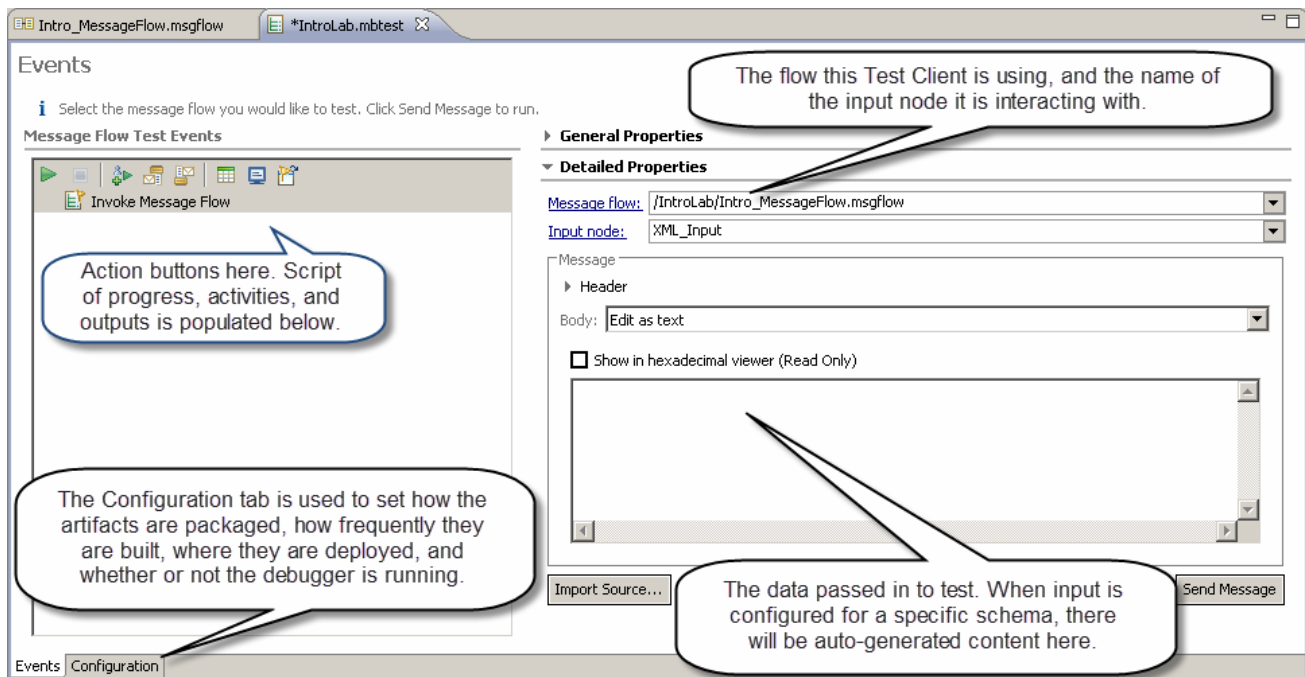 Intro_MessageFlow.msgflow
*IntroLab.mbtest
Events
Select the message flow you would like to test. Click Send Message to run.
Message Flow Test Events
Invoke Message Flow
Action buttons here. Script
of progress, activities, and
outputs is populated below.
The Configuration tab is used to set how the
artifacts are packaged, how frequently they
are built, where they are deployed, and
whether or not the debugger is running.
The flow this Test Client is using, and the name of
the input node it is interacting with.
General Properties
Detailed Properties
Message flow: /IntroLab/Intro_MessageFlow.msgflow
Input node: XML_Input
Message
Header
Body: Edit as text
Show in hexadecimal viewer (Read Only)
Import Source...
The data passed in to test. When input is
configured for a specific schema, there
will be auto-generated content here.
Send Message
Events
Configuration